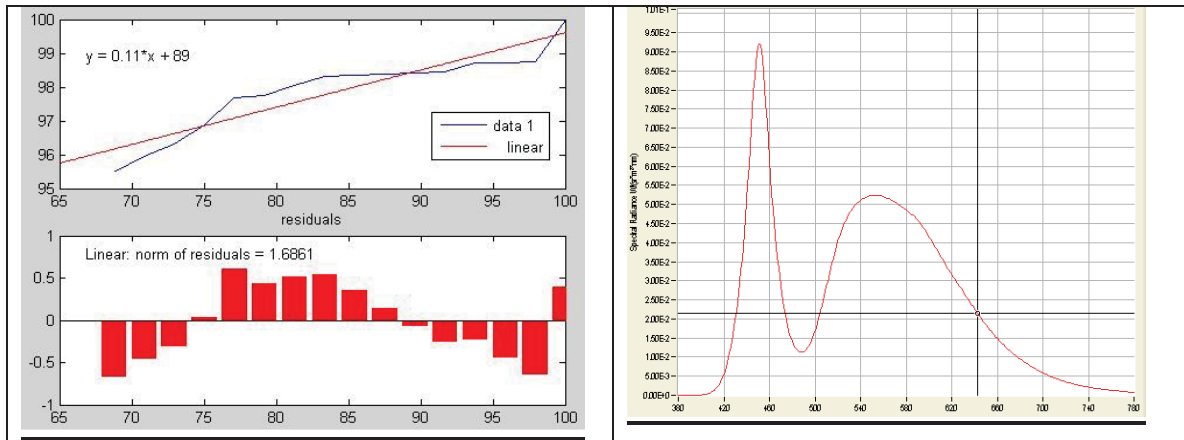 100
99
98
97
96
95
y = 0.11*x + 89
data 1
linear
65 70 75 80 85 90 95 100
residuals
1
0.5
0
-0.5
-1
Linear: norm of residuals = 1.6861
65 70 75 80 85 90 95 100
1.01E-1
9.50E-2
9.00E-2
8.50E-2
8.00E-2
7.50E-2
7.00E-2
6.50E-2
6.00E-2
5.50E-2
5.00E-2
4.50E-2
4.00E-2
3.50E-2
3.00E-2
2.50E-2
2.00E-2
1.50E-2
1.00E-2
5.00E-3
0.00E+0
Spectral Radiance
380 420 460 500 540 580 620 660 700 740 780